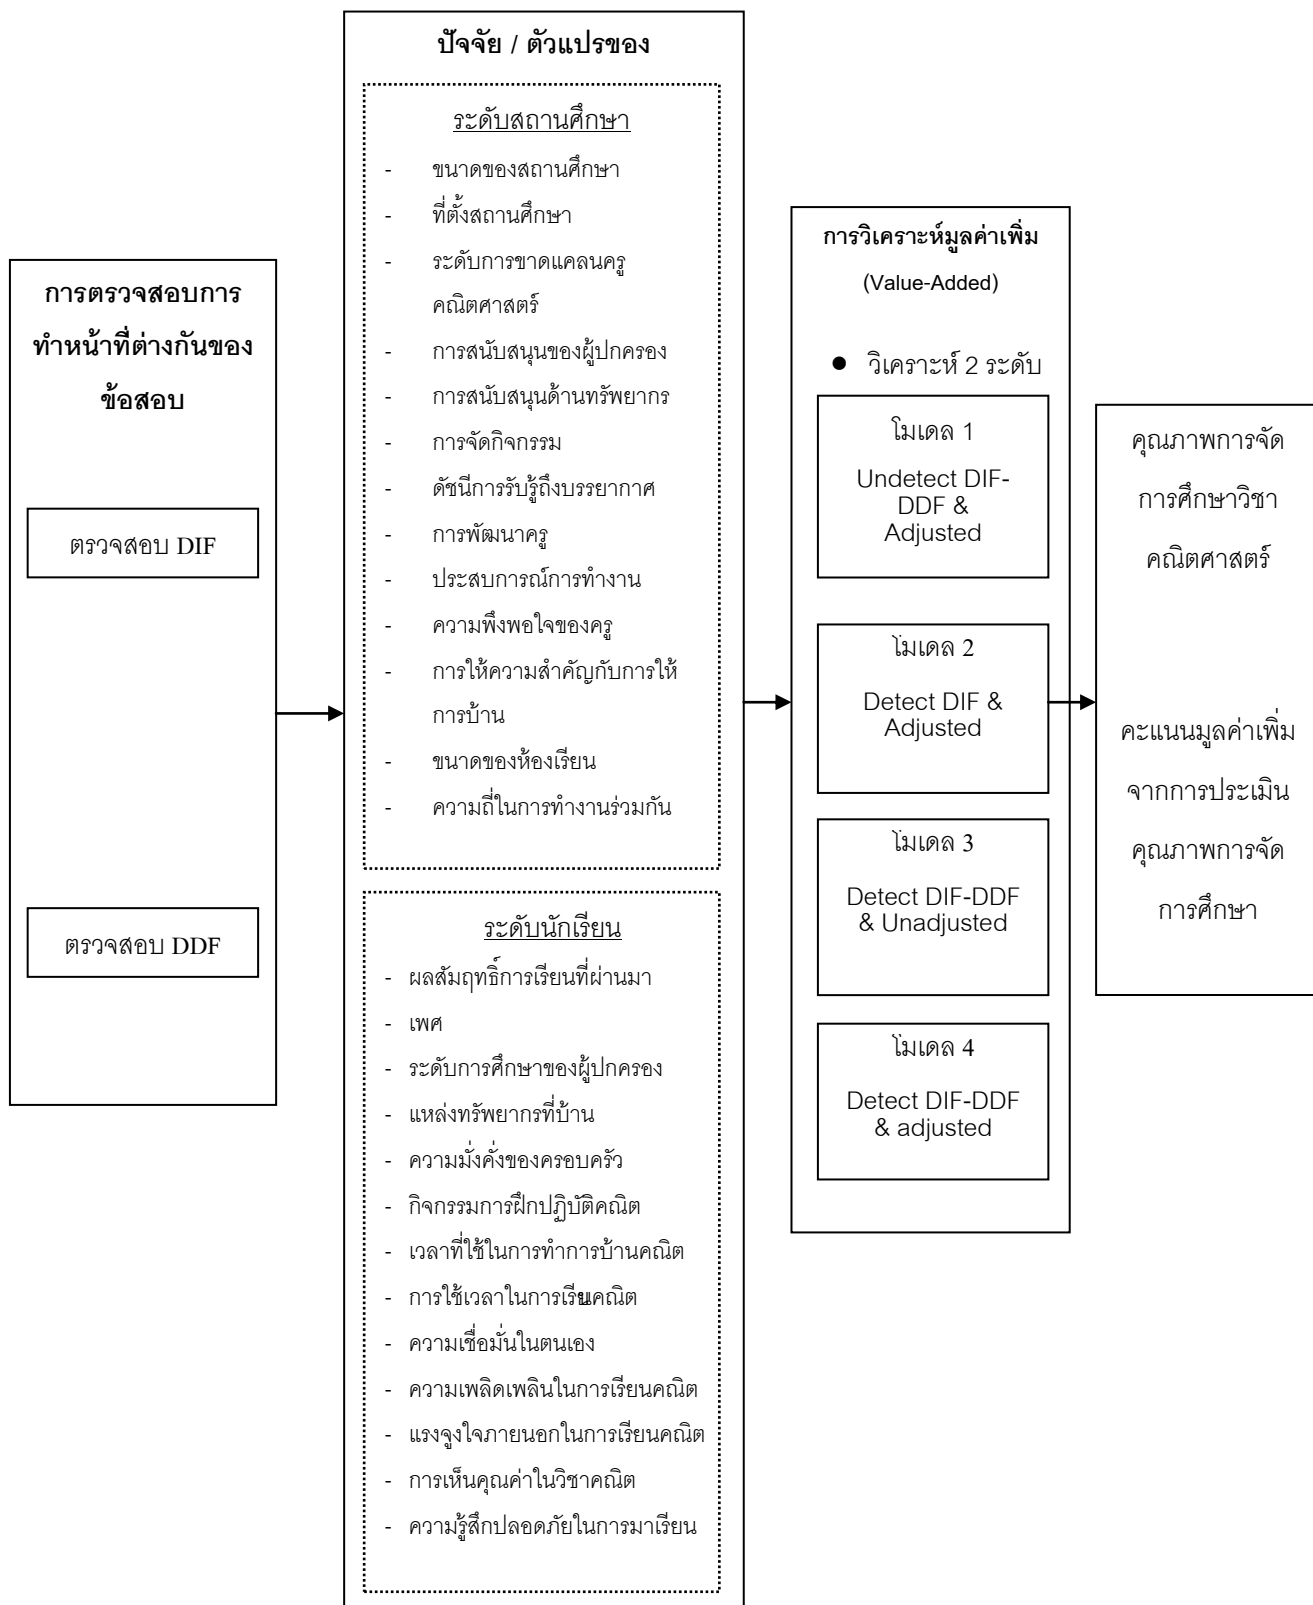 การตรวจสอบการ
ทำหน้าที่ต่างกันของ
ข้อสอบ
ตรวจสอบ DIF
ตรวจสอบ DDF
ปัจจัย / ตัวแปรของ
ระดับสถานศึกษา
- ขนาดของสถานศึกษา
- ที่ตั้งสถานศึกษา
- ระดับการขาดแคลนครู
คณิตศาสตร์
- การสนับสนุนของผู้ปกครอง
- การสนับสนุนด้านทรัพยากร
- การจัดกิจกรรม
- ดัชนีการรับรู้ถึงบรรยากาศ
- การพัฒนาครู
- ประสบการณ์การทำงาน
- ความพึงพอใจของครู
- การให้ความสำคัญกับการให้
การบ้าน
- ขนาดของห้องเรียน
- ความถี่ในการทำงานร่วมกัน
ระดับนักเรียน
- ผลสัมฤทธิ์การเรียนที่ผ่านมา
- เพศ
- ระดับการศึกษาของผู้ปกครอง
- แหล่งทรัพยากรที่บ้าน
- ความมั่งคั่งของครอบครัว
- กิจกรรมการฝึกปฏิบัติคณิต
- เวลาที่ใช้ในการทำการบ้านคณิต
- การใช้เวลาในการเรียนคณิต
- ความเชื่อมั่นในตนเอง
- ความเพลิดเพลินในการเรียนคณิต
- แรงจูงใจภายนอกในการเรียนคณิต
- การเห็นคุณค่าในวิชาคณิต
- ความรู้สึกปลอดภัยในการมาเรียน
การวิเคราะห์มูลค่าเพิ่ม
(Value-Added)
● วิเคราะห์ 2 ระดับ
โมเดล 1
Undetect DIF-
DDF &
Adjusted
โมเดล 2
Detect DIF &
Adjusted
โมเดล 3
Detect DIF-DDF
& Unadjusted
โมเดล 4
Detect DIF-DDF
& adjusted
คุณภาพการจัด
การศึกษาวิชา
คณิตศาสตร์
คะแนนมูลค่าเพิ่ม
จากการประเมิน
คุณภาพการจัด
การศึกษา